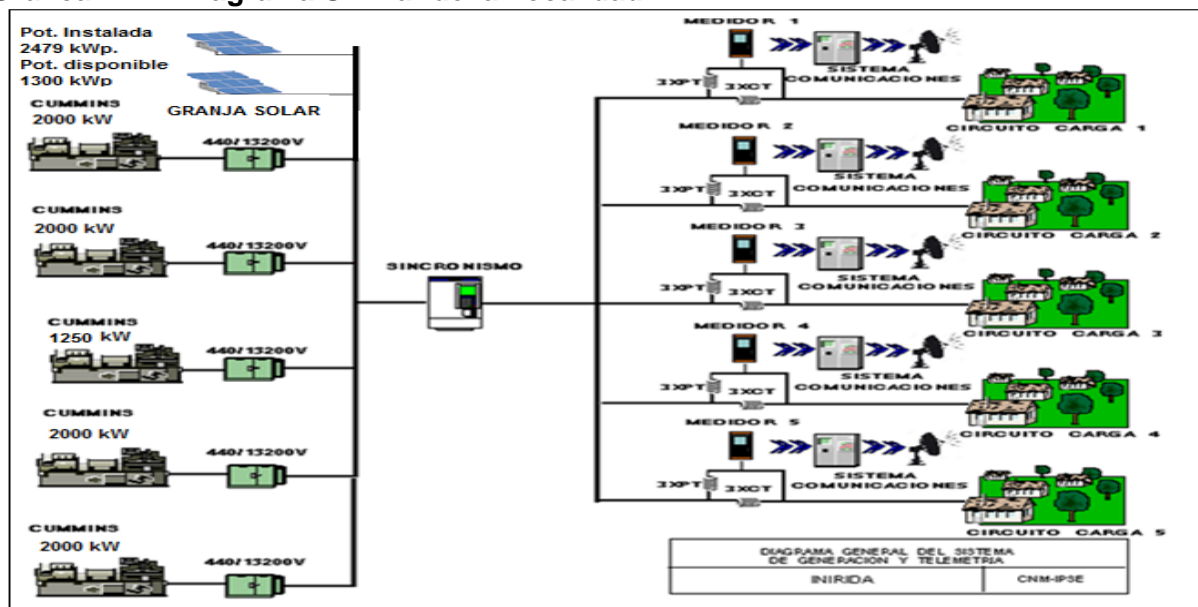 Pot. Instalada
2479 kWp.
Pot. disponible
1300 kWp
GRANJA SOLAR
CUMMINS
2000 kW
440/13200V
CUMMINS
2000 kW
440/13200V
CUMMINS
1250 kW
440/13200V
CUMMINS
2000 kW
440/13200V
CUMMINS
2000 kW
440/13200V
SINCRONISMO
MEDIDOR 1
SISTEMA
COMUNICACIONES
3XPT
3XCT
CIRCUITO CARGA 1
MEDIDOR 2
SISTEMA
COMUNICACIONES
3XPT
3XCT
CIRCUITO CARGA 2
MEDIDOR 3
SISTEMA
COMUNICACIONES
3XPT
3XCT
CIRCUITO CARGA 3
MEDIDOR 4
SISTEMA
COMUNICACIONES
3XPT
3XCT
CIRCUITO CARGA 4
MEDIDOR 5
SISTEMA
COMUNICACIONES
3XPT
3XCT
CIRCUITO CARGA 5
DIAGRAMA GENERAL DEL SISTEMA
DE GENERACION Y TELEMETRIA
INIRIDA
CNM-IPSE